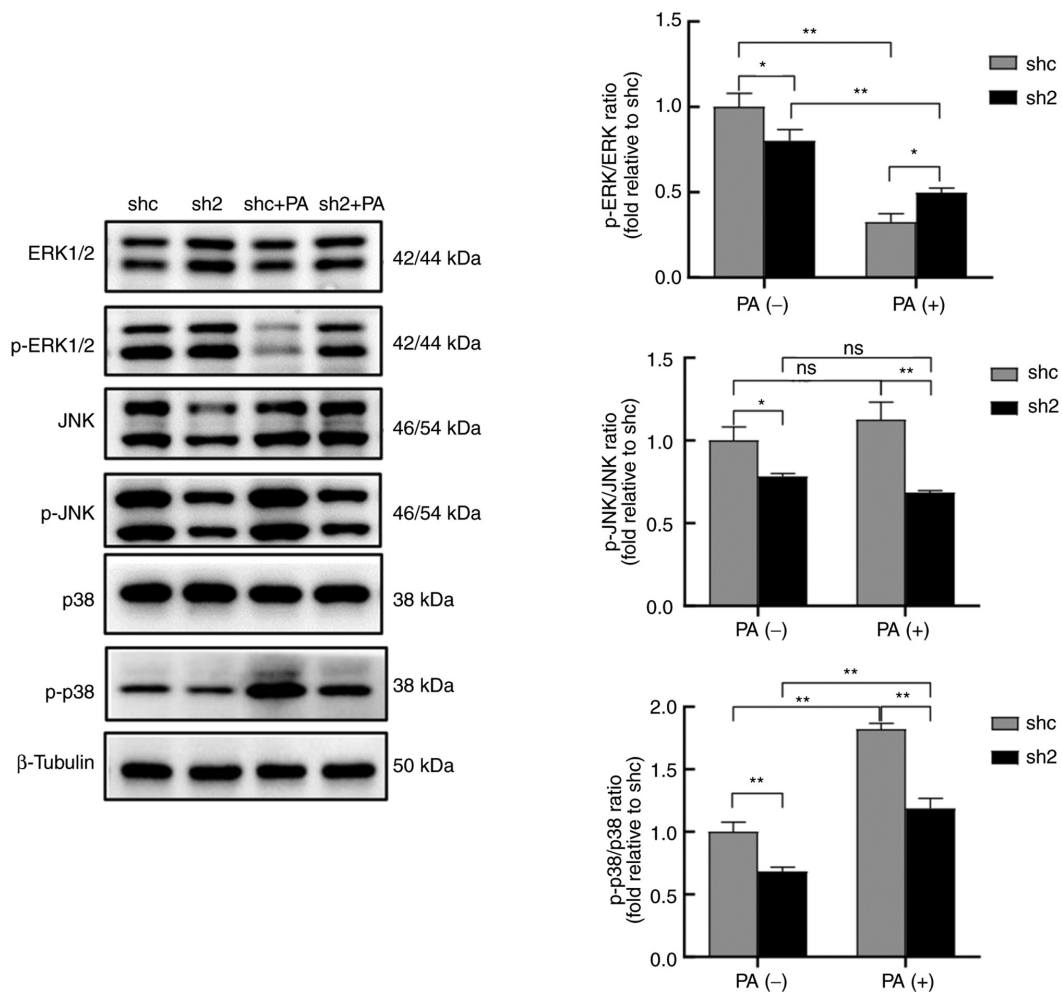 shc sh2 shc+PA sh2+PA
ERK1/2
42/44 kDa
p-ERK1/2
42/44 kDa
JNK
46/54 kDa
p-JNK
46/54 kDa
p38
38 kDa
p-p38
38 kDa
β-Tubulin
50 kDa
p-ERK/ERK ratio
(fold relative to shc)
1.5
1.0
0.5
0.0
**
*
**
*
PA (–) PA (+)
shc
sh2
p-JNK/JNK ratio
(fold relative to shc)
1.5
1.0
0.5
0.0
ns
ns
**
*
PA (–) PA (+)
shc
sh2
p-p38/p38 ratio
(fold relative to shc)
2.0
1.5
1.0
0.5
0.0
**
**
**
**
PA (–) PA (+)
shc
sh2